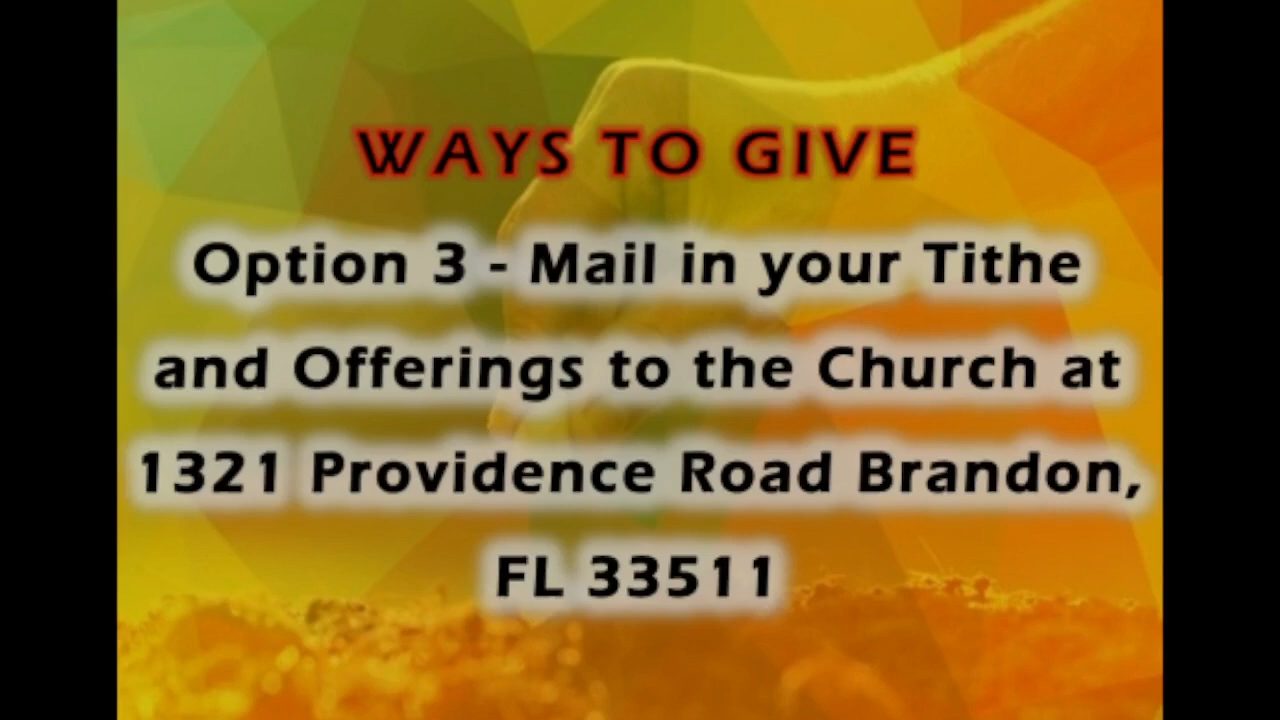 WAYS TO GIVE
Option 3 - Mail in your Tithe
and Offerings to the Church at
1321 Providence Road Brandon,
FL 33511